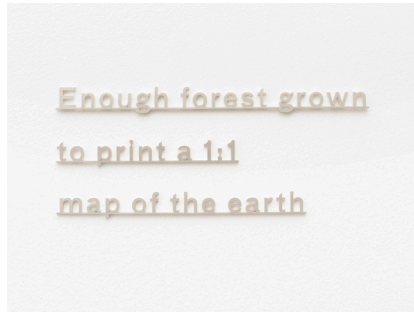 Enough forest grown
to print a 1:1
map of the earth